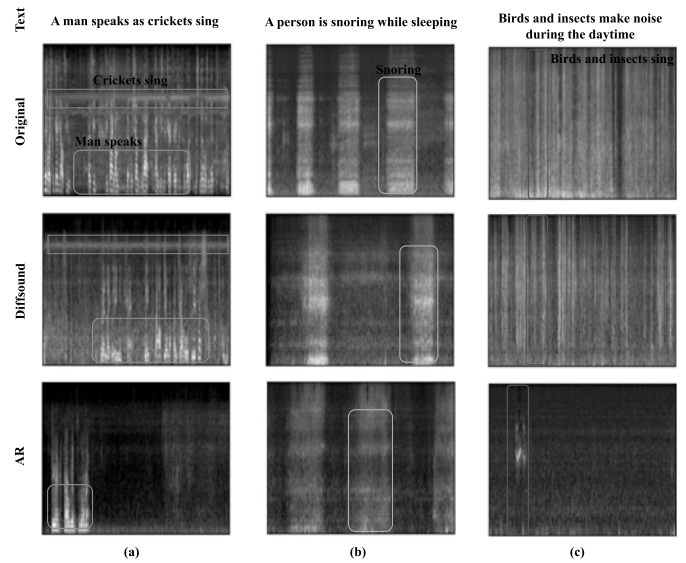 Text
A man speaks as crickets sing
A person is snoring while sleeping
Birds and insects make noise
during the daytime
Original
Crickets sing
Man speaks
Snoring
Birds and insects sing
Diffsound
AR
(a)
(b)
(c)